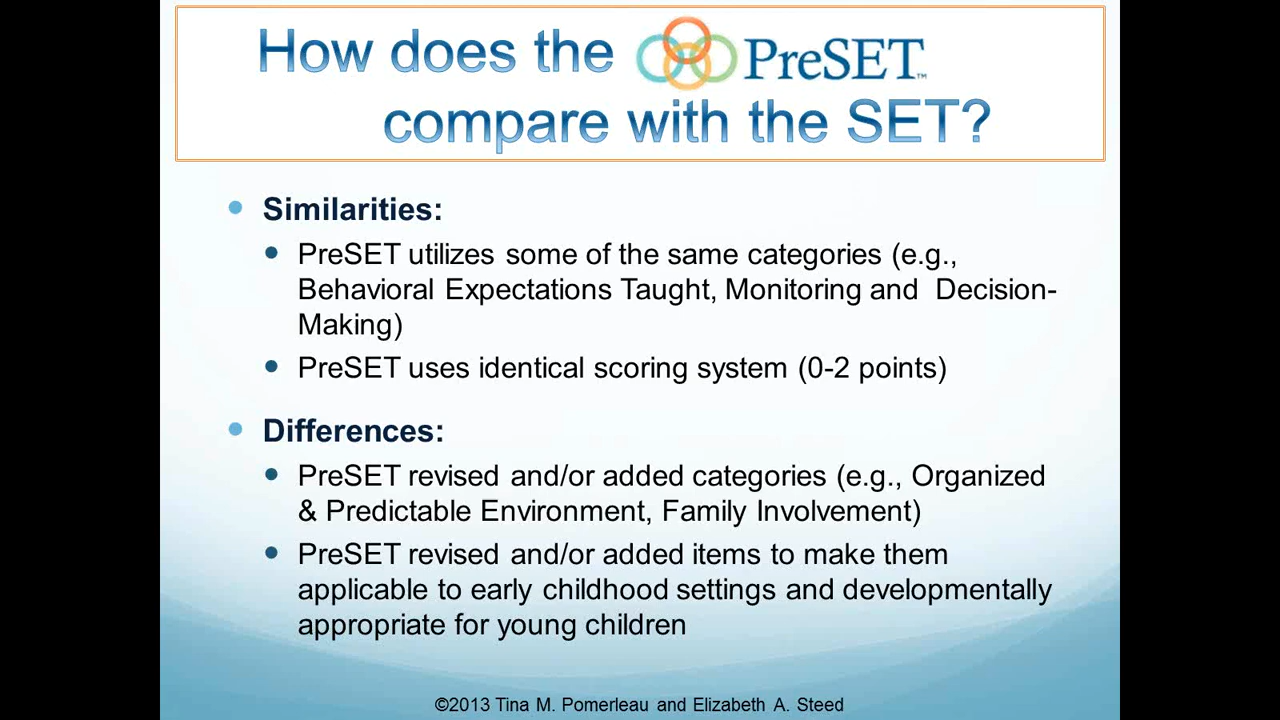 How does the PreSET™
compare with the SET?
• Similarities:
• PreSET utilizes some of the same categories (e.g.,
Behavioral Expectations Taught, Monitoring and Decision-
Making)
• PreSET uses identical scoring system (0-2 points)
• Differences:
• PreSET revised and/or added categories (e.g., Organized
& Predictable Environment, Family Involvement)
• PreSET revised and/or added items to make them
applicable to early childhood settings and developmentally
appropriate for young children
©2013 Tina M. Pomerleau and Elizabeth A. Steed